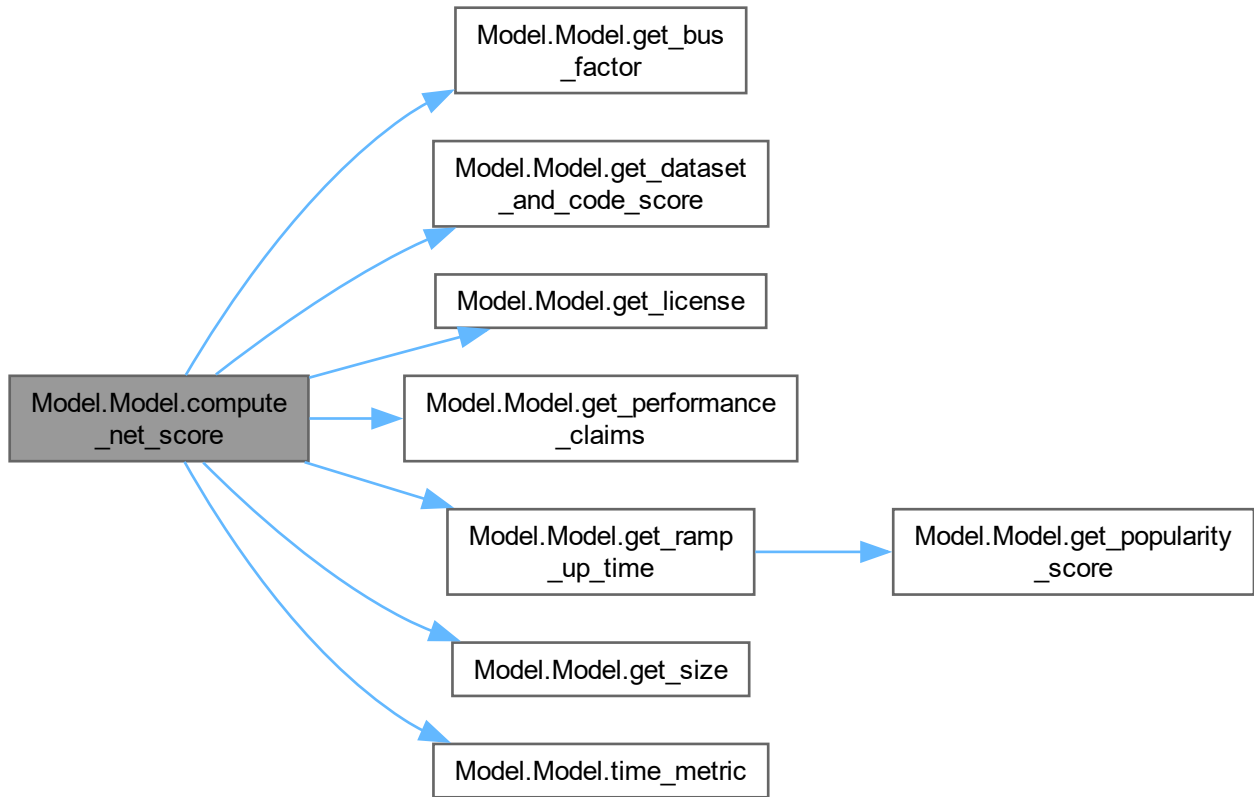 Model.Model.get_bus
_factor
Model.Model.get_dataset
_and_code_score
Model.Model.get_license
Model.Model.compute
_net_score
Model.Model.get_performance
_claims
Model.Model.get_ramp
_up_time
Model.Model.get_popularity
_score
Model.Model.get_size
Model.Model.time_metric